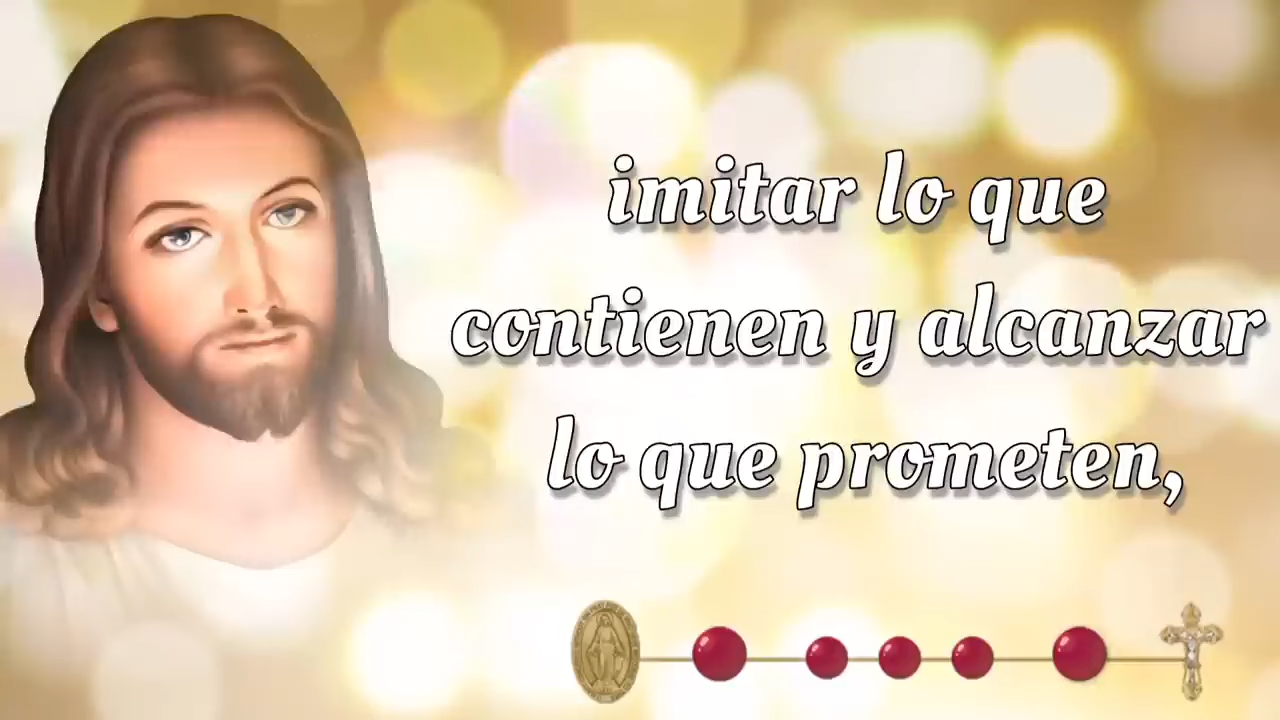 imitar lo que
contienen y alcanzar
lo que prometen,